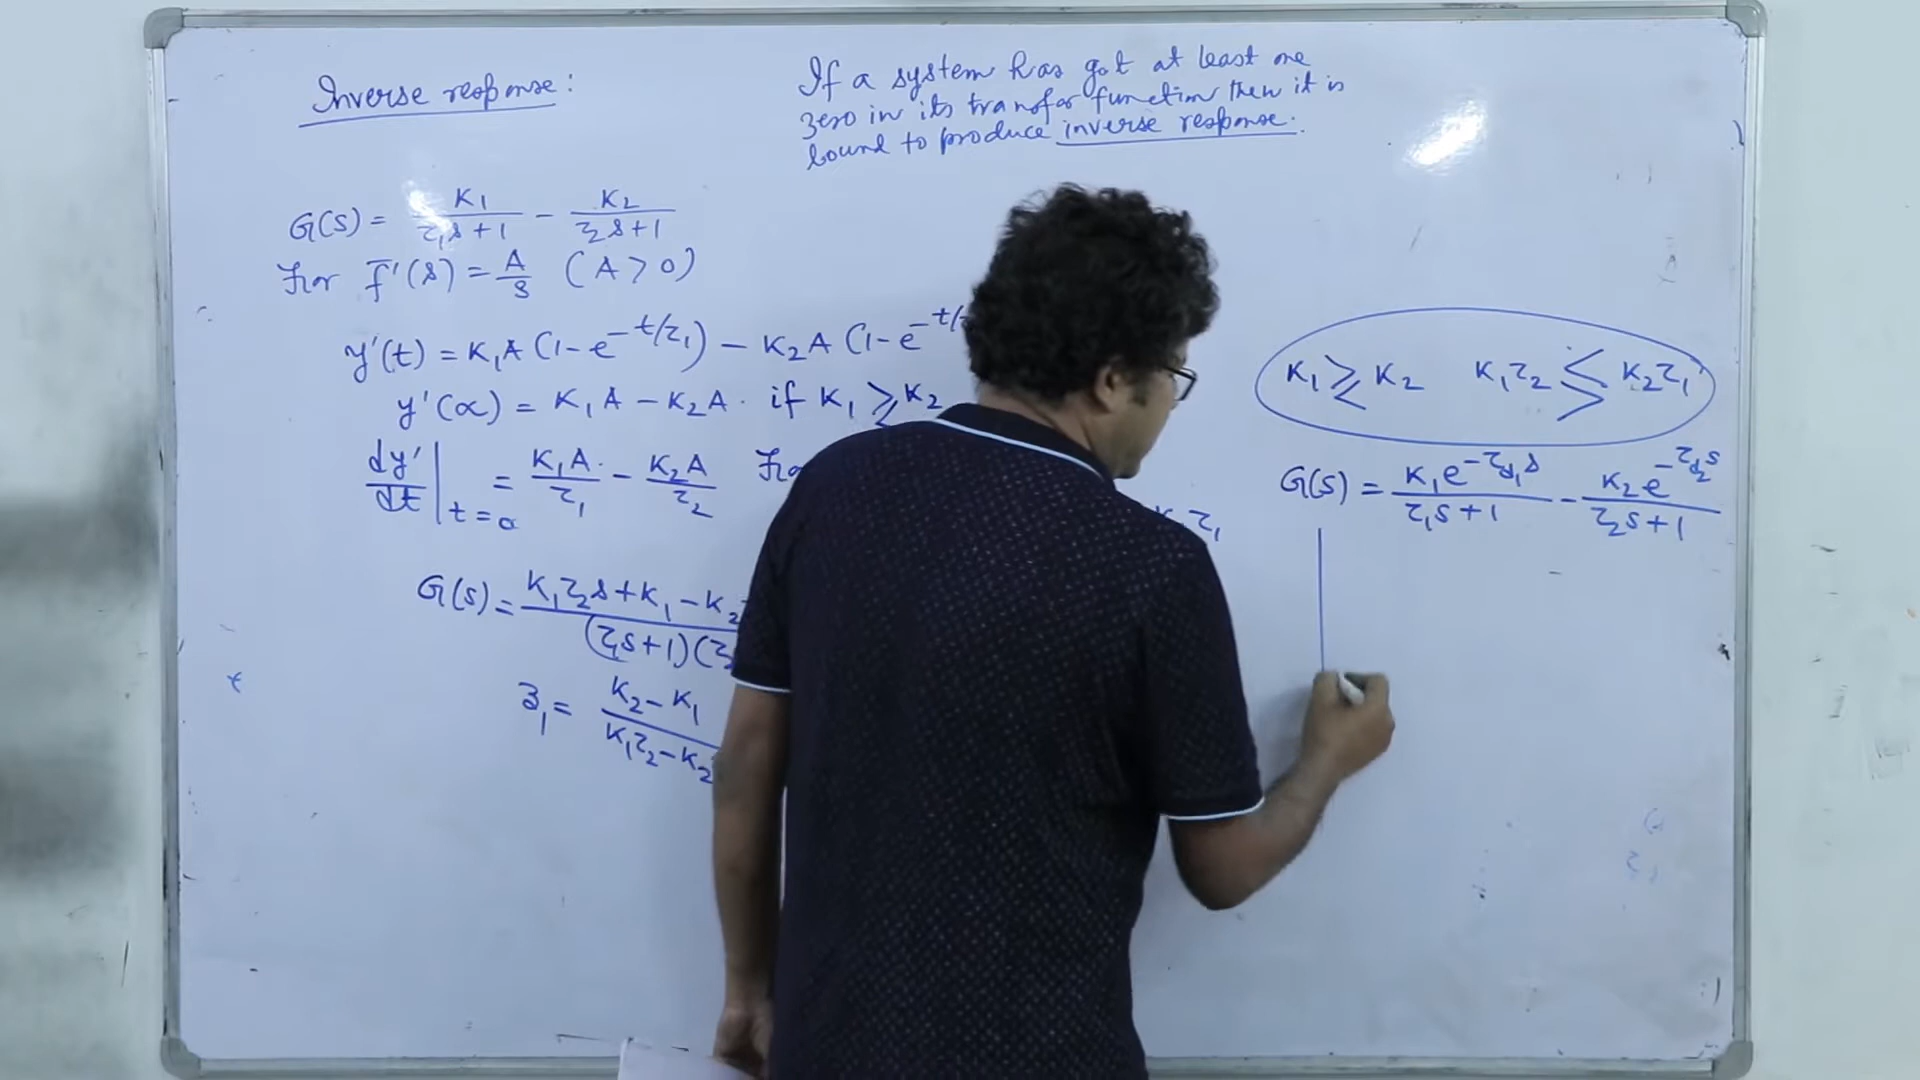 Inverse response:
If a system has got at least one
zero in its transfer function then it is
bound to produce inverse response.
G(s) = K₁/(τ₁s+1) - K₂/(τ₂s+1)
For f̄'(s) = A/s (A > 0)
y'(t) = K₁A (1-e^(-t/τ₁)) - K₂A (1-e^(-t/
y'(∞) = K₁A - K₂A. if K₁ ⪌ K₂
dy'/dt |t=0 = K₁A/τ₁ - K₂A/τ₂
G(s) = K₁τ₂s+K₁-K₂ / (τ₁s+1)(τ₂
z₁ = K₂-K₁ / K₁τ₂-K₂
K₁ ⪌ K₂ K₁τ₂ ⪋ K₂τ₁
G(s) = K₁e^(-τd₁s)/(τ₁s+1) - K₂e^(-τd₂s)/(τ₂s+1)